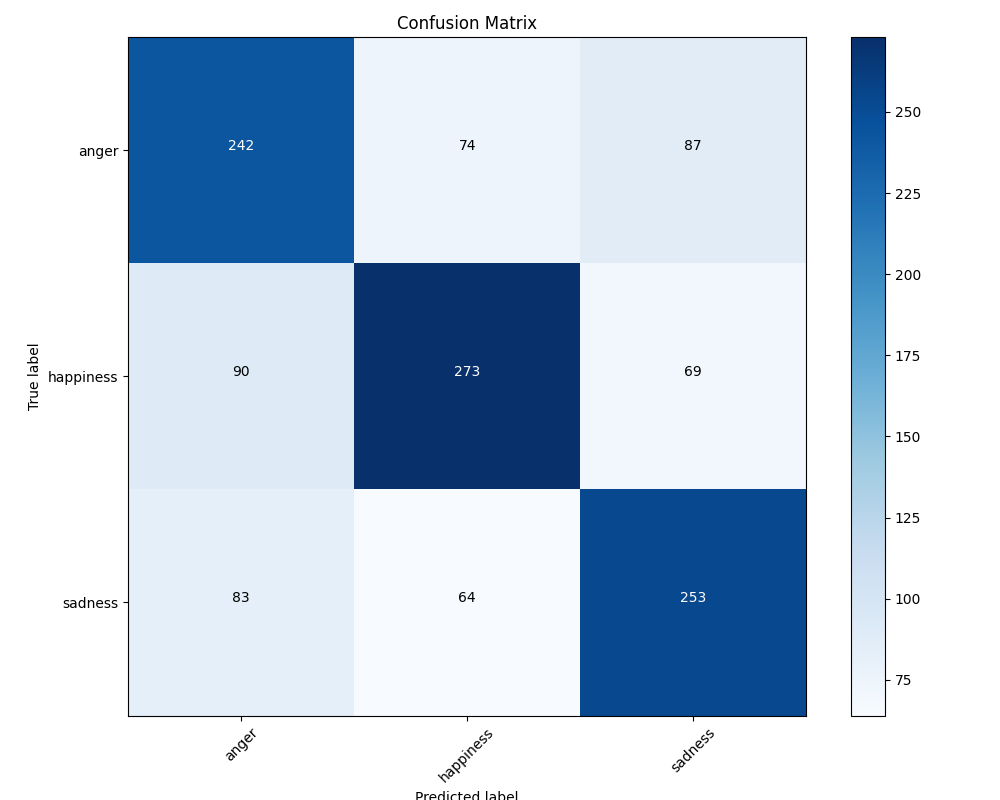 Confusion Matrix
anger 242 74 87
happiness 90 273 69
sadness 83 64 253
anger happiness sadness
True label
Predicted label
250
225
200
175
150
125
100
75